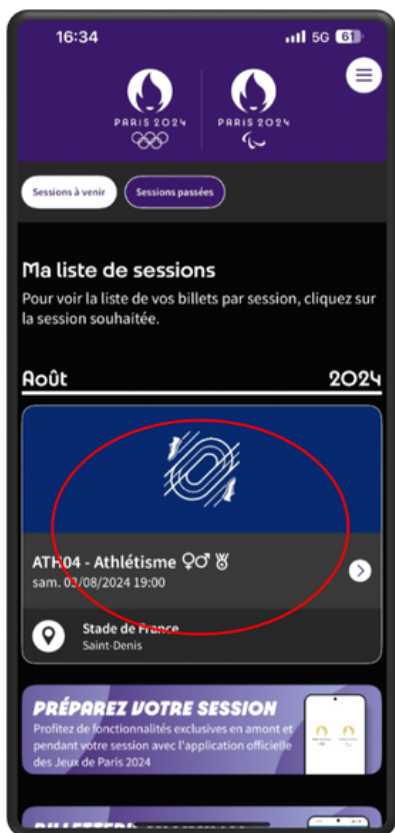 16:34
5G 61
PARIS 2024
PARIS 2024
Sessions à venir
Sessions passées
Ma liste de sessions
Pour voir la liste de vos billets par session, cliquez sur
la session souhaitée.
Août 2024
ATH04 - Athlétisme
sam. 03/08/2024 19:00
Stade de France
Saint-Denis
PRÉPAREZ VOTRE SESSION
Profitez de fonctionnalités exclusives en amont et
pendant votre session avec l'application officielle
des Jeux de Paris 2024